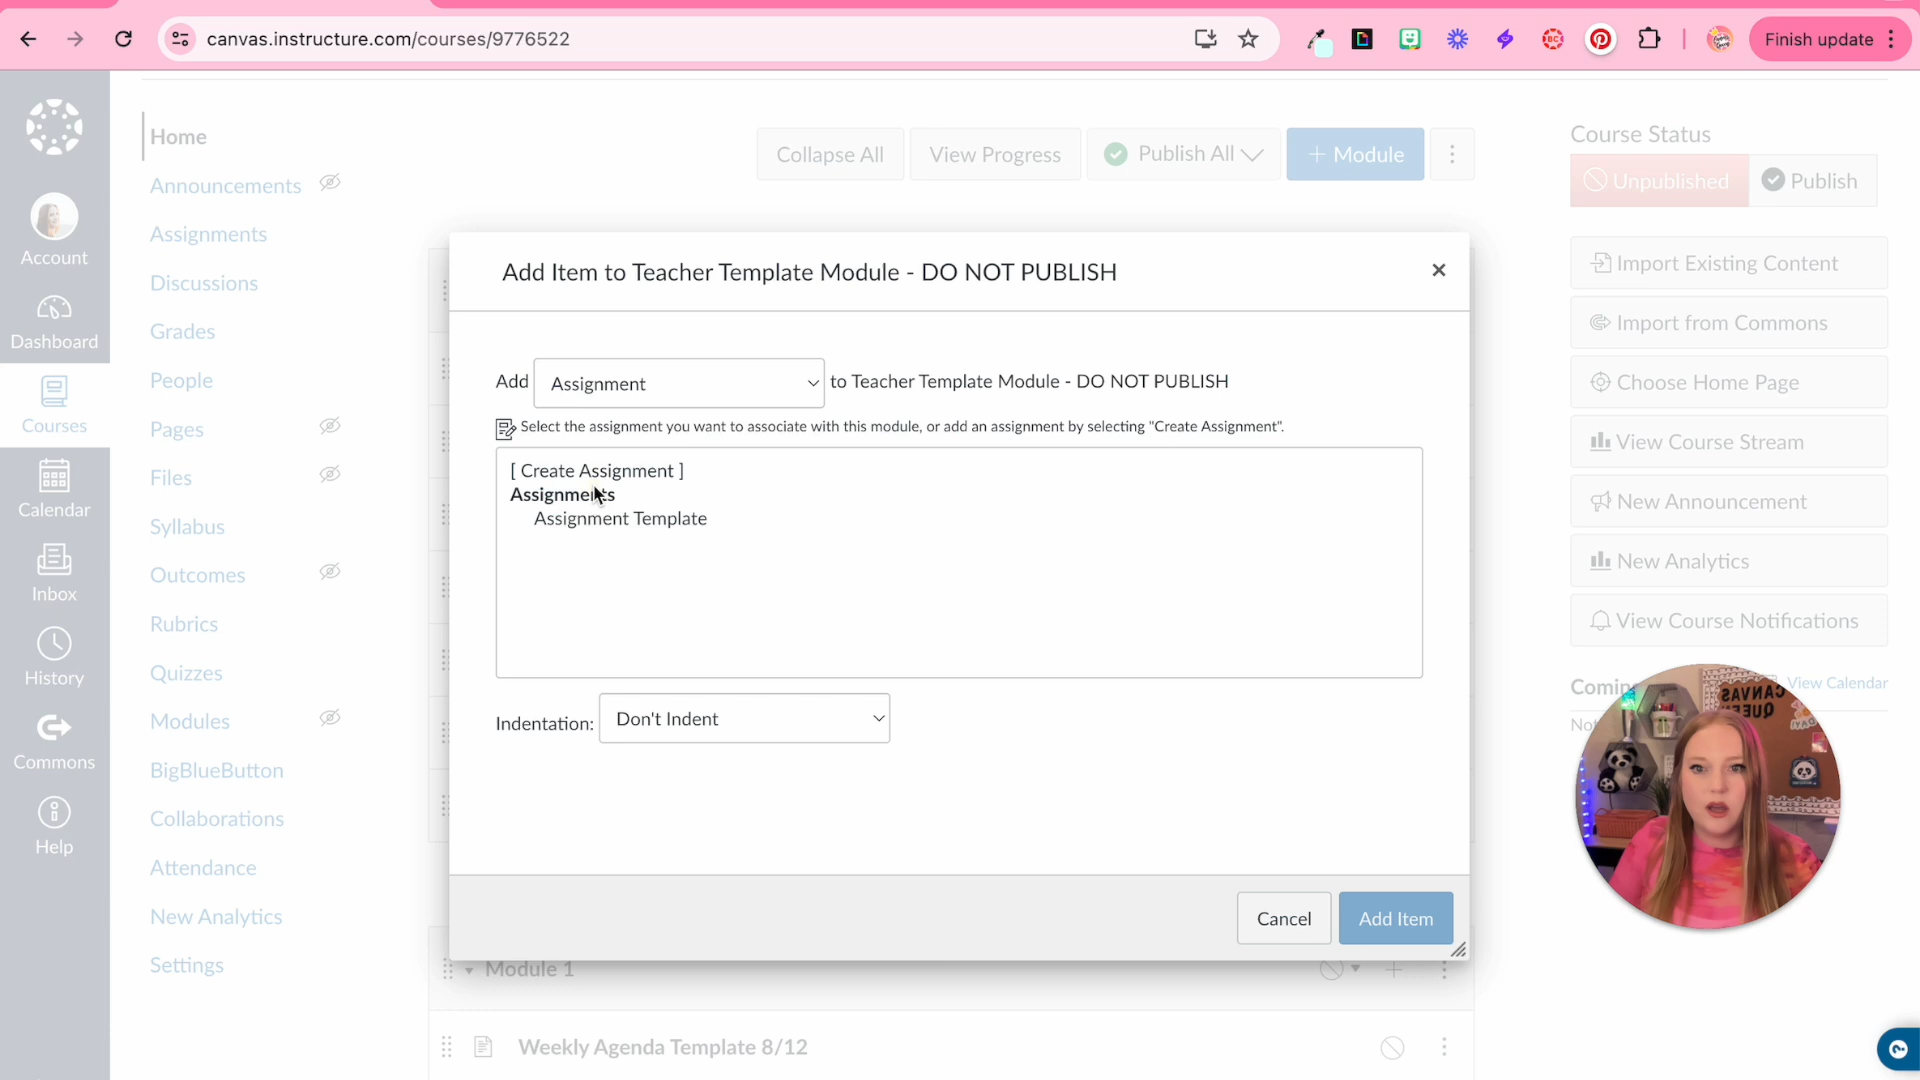 canvas.instructure.com/courses/9776522
Finish update
Account
Dashboard
Courses
Calendar
Inbox
History
Commons
Help
Home
Announcements
Assignments
Discussions
Grades
People
Pages
Files
Syllabus
Outcomes
Rubrics
Quizzes
Modules
BigBlueButton
Collaborations
Attendance
New Analytics
Settings
Collapse All
View Progress
Publish All
+ Module
Add Item to Teacher Template Module - DO NOT PUBLISH
Add Assignment to Teacher Template Module - DO NOT PUBLISH
Select the assignment you want to associate with this module, or add an assignment by selecting "Create Assignment".
[ Create Assignment ]
Assignments
Assignment Template
Indentation: Don't Indent
Cancel
Add Item
Module 1
Weekly Agenda Template 8/12
Course Status
Unpublished
Publish
Import Existing Content
Import from Commons
Choose Home Page
View Course Stream
New Announcement
New Analytics
View Course Notifications
View Calendar
CANVAS
QUEEN